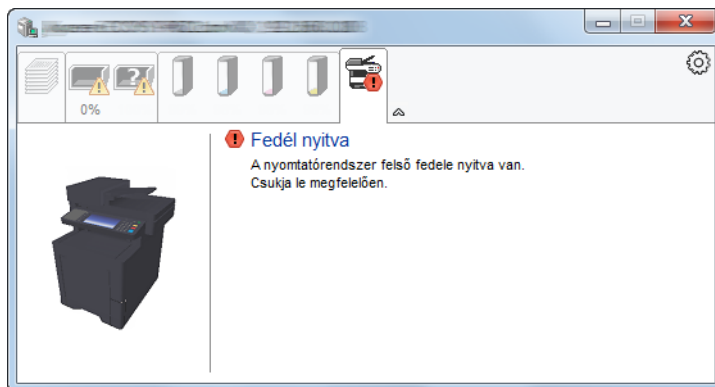 ?
0%
Fedél nyitva
A nyomtatórendszer felső fedele nyitva van.
Csukja le megfelelően.